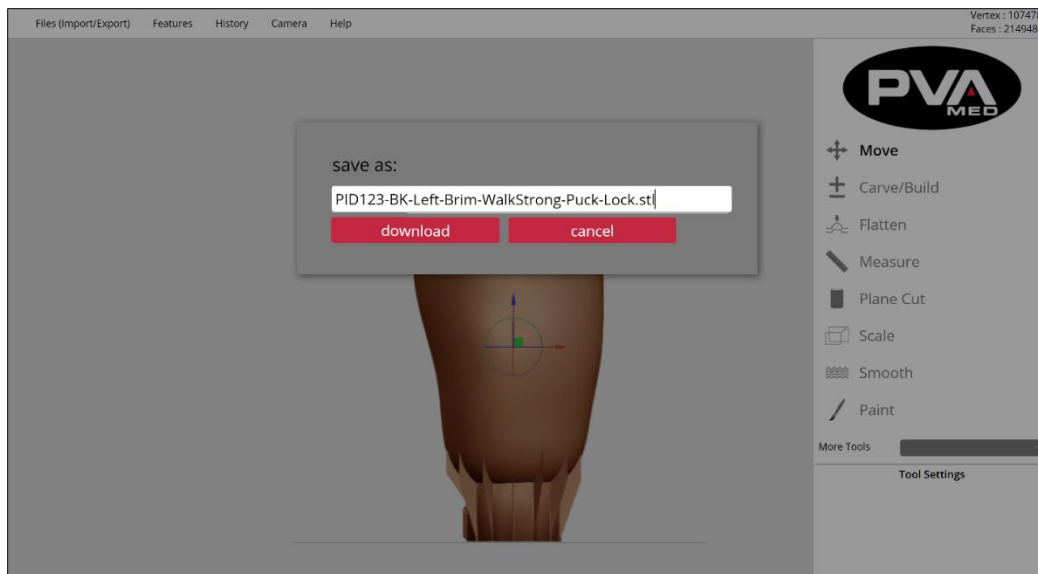 Files (Import/Export) Features History Camera Help
Vertex : 107478
Faces : 214948
PVA
MED
save as:
PID123-BK-Left-Brim-WalkStrong-Puck-Lock.stl
download cancel
Move
Carve/Build
Flatten
Measure
Plane Cut
Scale
Smooth
Paint
More Tools
Tool Settings